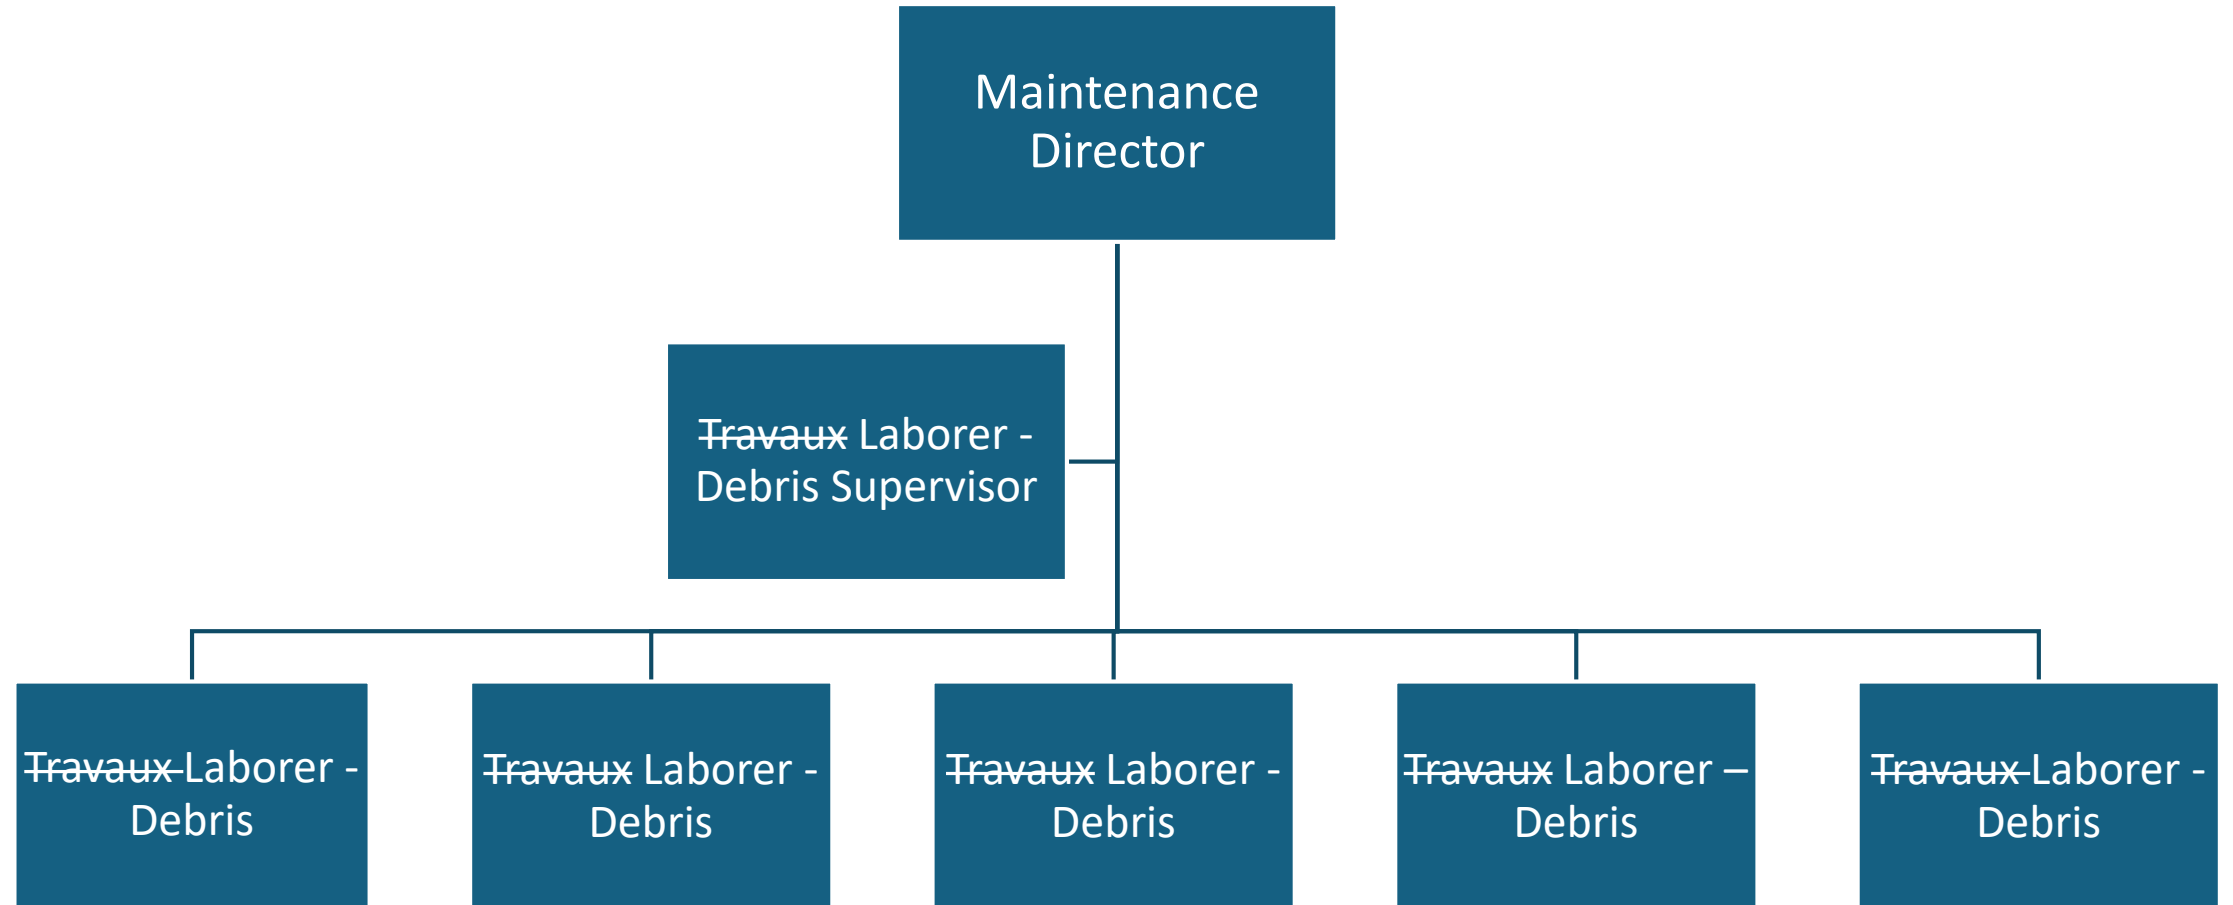 Maintenance
Director
Travaux Laborer -
Debris Supervisor
Travaux Laborer -
Debris
Travaux Laborer -
Debris
Travaux Laborer -
Debris
Travaux Laborer –
Debris
Travaux Laborer -
Debris